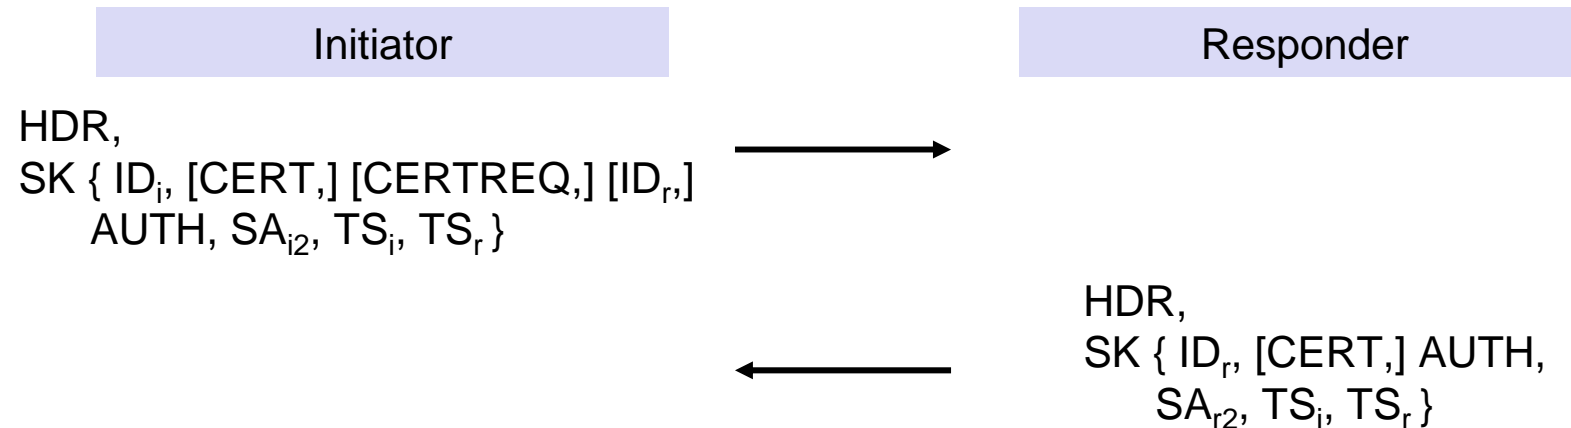 Initiator
Responder
HDR,
SK { IDᵢ, [CERT,] [CERTREQ,] [IDᵣ,]
AUTH, SAᵢ₂, TSᵢ, TSᵣ }
HDR,
SK { IDᵣ, [CERT,] AUTH,
SAᵣ₂, TSᵢ, TSᵣ }